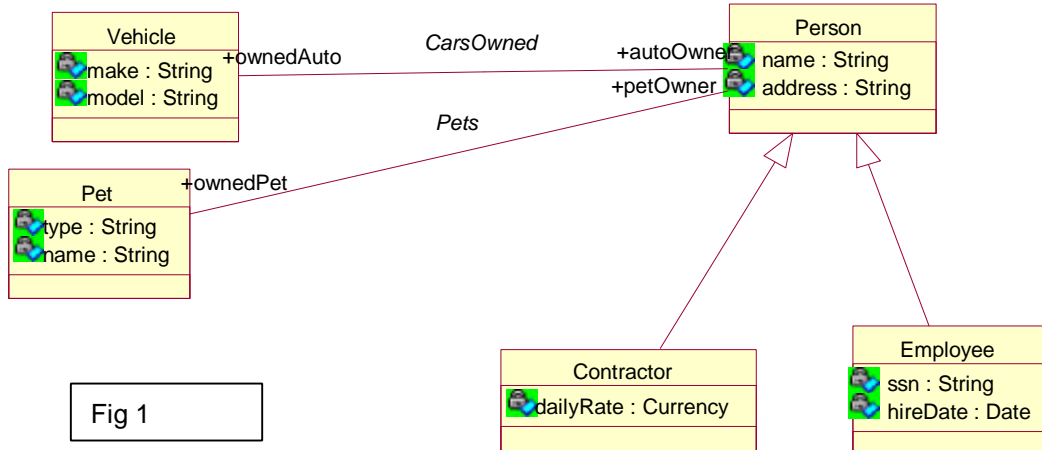 Vehicle
make : String
model : String
+ownedAuto
CarsOwned
+autoOwner
Person
name : String
address : String
+petOwner
Pets
+ownedPet
Pet
type : String
name : String
Contractor
dailyRate : Currency
Employee
ssn : String
hireDate : Date
Fig 1